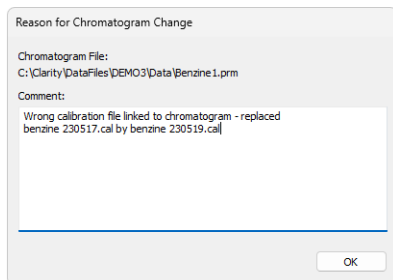 Reason for Chromatogram Change
Chromatogram File:
C:\Clarity\DataFiles\DEMO3\Data\Benzine1.prm
Comment:
Wrong calibration file linked to chromatogram - replaced
benzine 230517.cal by benzine 230519.cal
OK